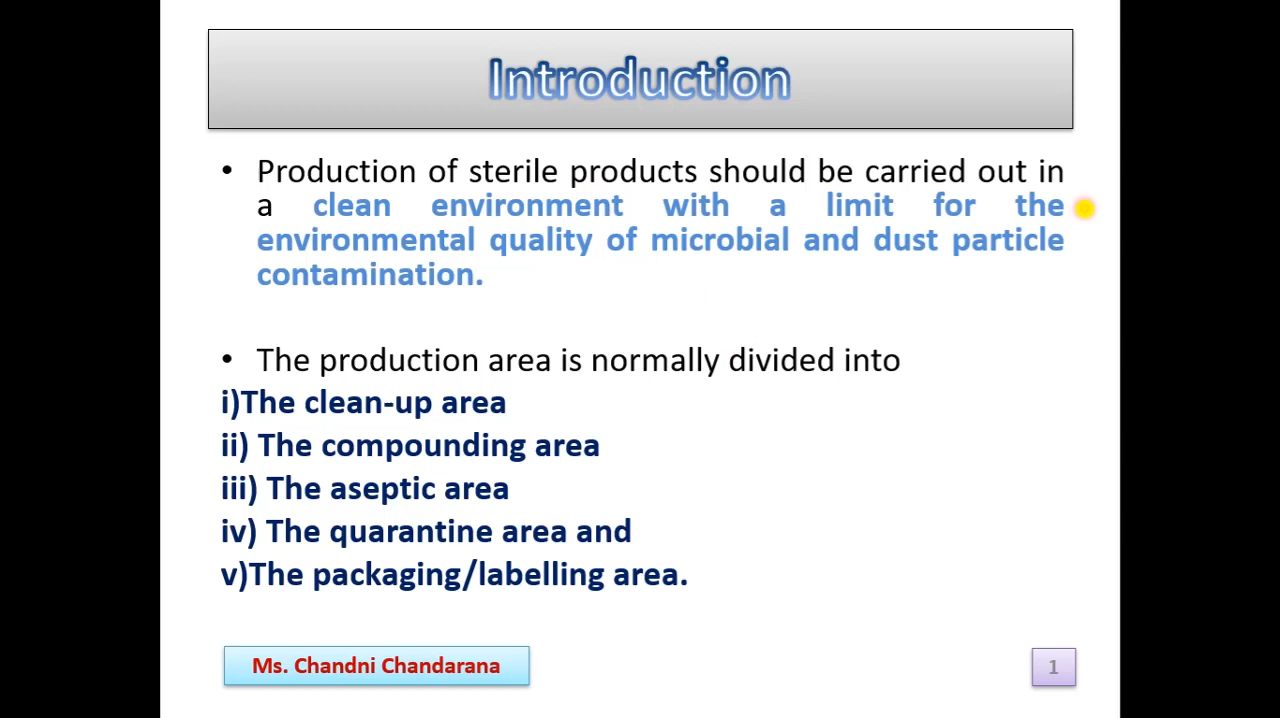 Introduction
• Production of sterile products should be carried out in
a clean environment with a limit for the
environmental quality of microbial and dust particle
contamination.
• The production area is normally divided into
i)The clean-up area
ii) The compounding area
iii) The aseptic area
iv) The quarantine area and
v)The packaging/labelling area.
Ms. Chandni Chandarana
1